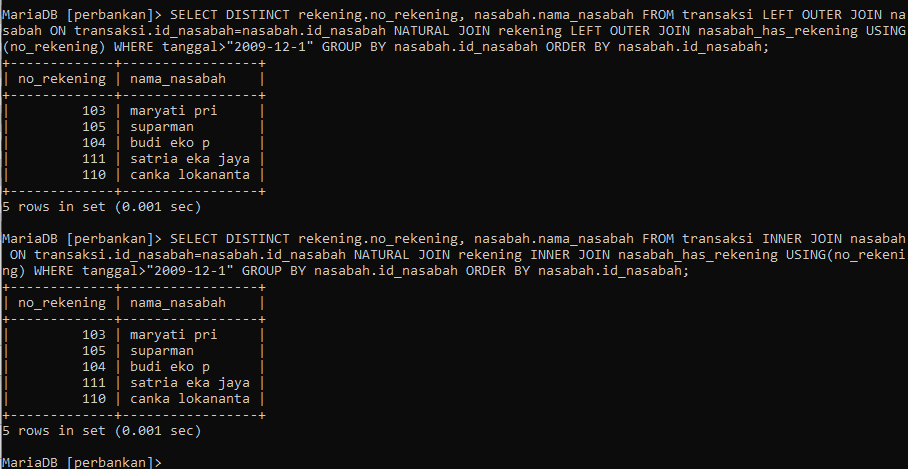 MariaDB [perbankan]> SELECT DISTINCT rekening.no_rekening, nasabah.nama_nasabah FROM transaksi LEFT OUTER JOIN na
sabah ON transaksi.id_nasabah=nasabah.id_nasabah NATURAL JOIN rekening LEFT OUTER JOIN nasabah_has_rekening USING
(no_rekening) WHERE tanggal>"2009-12-1" GROUP BY nasabah.id_nasabah ORDER BY nasabah.id_nasabah;
+-------------+-----------------+
| no_rekening | nama_nasabah    |
+-------------+-----------------+
|         103 | maryati pri     |
|         105 | suparman        |
|         104 | budi eko p      |
|         111 | satria eka jaya |
|         110 | canka lokananta |
+-------------+-----------------+
5 rows in set (0.001 sec)

MariaDB [perbankan]> SELECT DISTINCT rekening.no_rekening, nasabah.nama_nasabah FROM transaksi INNER JOIN nasabah
 ON transaksi.id_nasabah=nasabah.id_nasabah NATURAL JOIN rekening INNER JOIN nasabah_has_rekening USING(no_rekeni
ng) WHERE tanggal>"2009-12-1" GROUP BY nasabah.id_nasabah ORDER BY nasabah.id_nasabah;
+-------------+-----------------+
| no_rekening | nama_nasabah    |
+-------------+-----------------+
|         103 | maryati pri     |
|         105 | suparman        |
|         104 | budi eko p      |
|         111 | satria eka jaya |
|         110 | canka lokananta |
+-------------+-----------------+
5 rows in set (0.001 sec)

MariaDB [perbankan]>